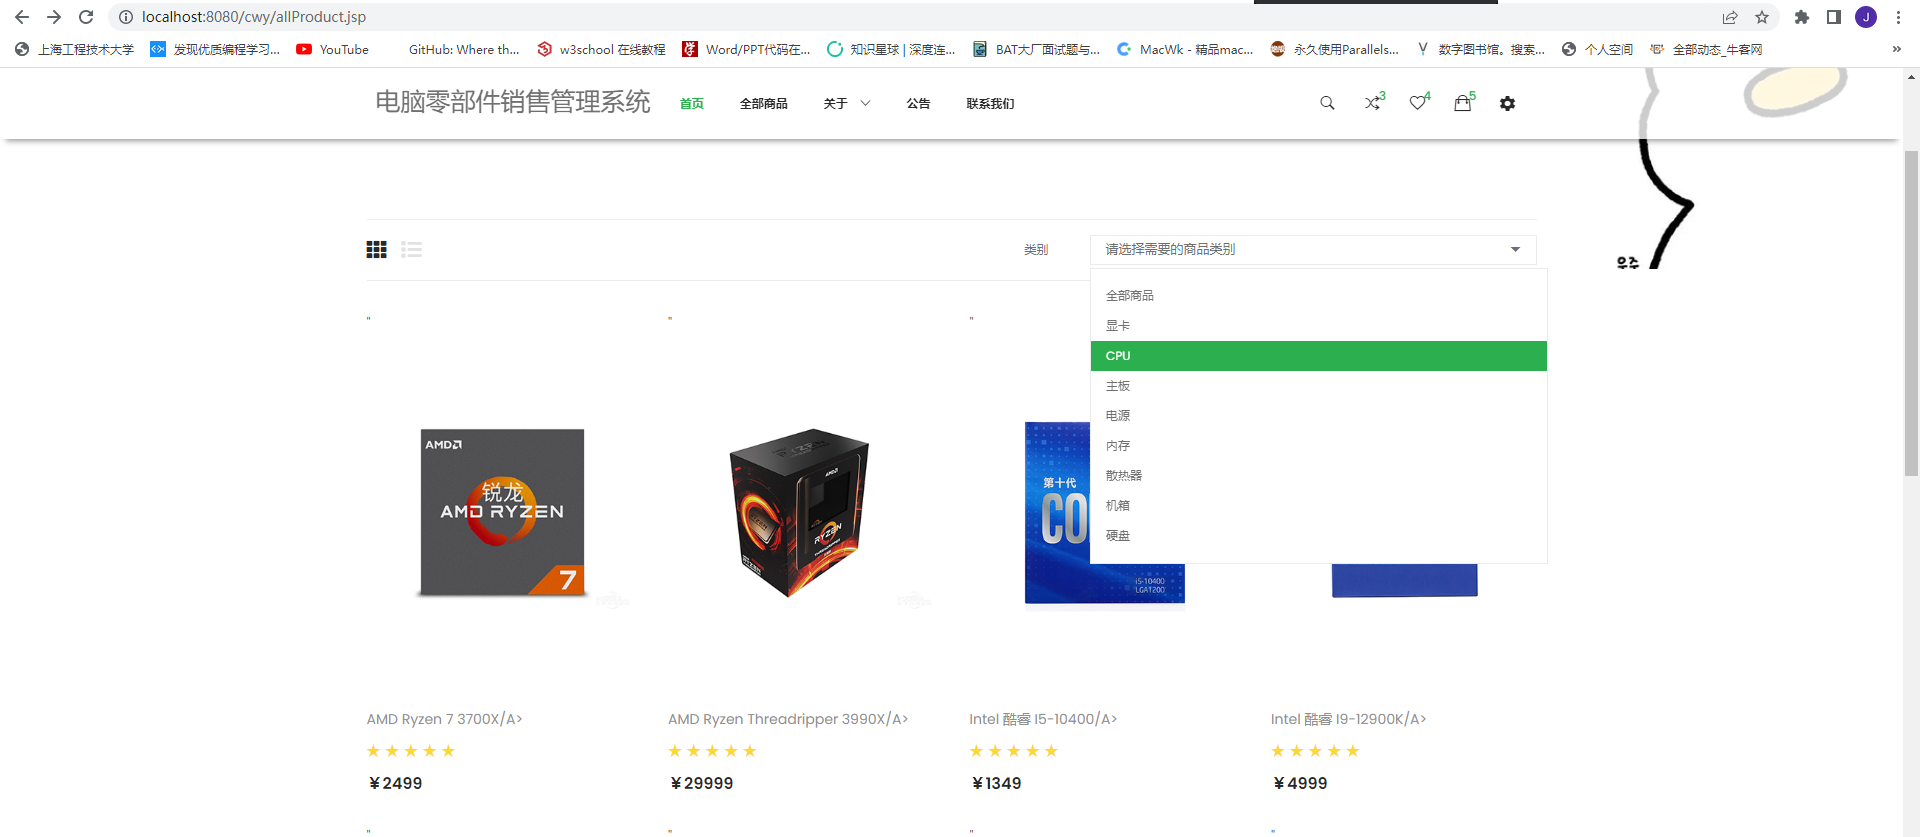 localhost:8080/cwy/allProduct.jsp
J
上海工程技术大学
发现优质编程学习...
YouTube
GitHub: Where th...
w3school 在线教程
Word/PPT代码在...
知识星球 | 深度连...
BAT大厂面试题与...
MacWk - 精品mac...
永久使用Parallels...
数字图书馆。搜索...
个人空间
全部动态_牛客网
»
电脑零部件销售管理系统
首页
全部商品
关于
公告
联系我们
3
4
5
우주
类别
请选择需要的商品类别
全部商品
显卡
CPU
主板
电源
内存
散热器
机箱
硬盘
"
"
"
AMD
锐龙
AMD RYZEN
7
AMD
RYZEN
第十代
CO
i5-10400
LGA1200
AMD Ryzen 7 3700X/A>
AMD Ryzen Threadripper 3990X/A>
Intel 酷睿 I5-10400/A>
Intel 酷睿 I9-12900K/A>
￥2499
￥29999
￥1349
￥4999
"
"
"
"